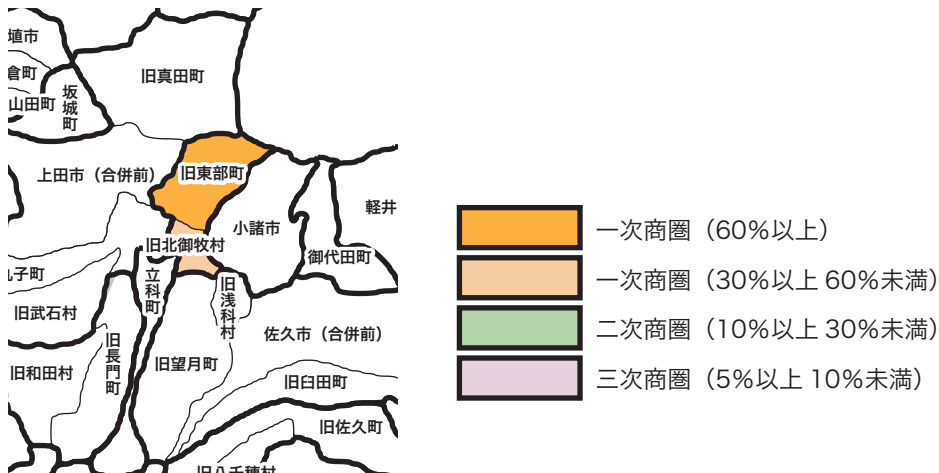 埴市
倉町
山田町
坂城町
旧真田町
上田市（合併前）
旧東部町
小諸市
軽井
御代田町
旧北御牧村
子町
立科町
旧浅科村
旧武石村
旧長門町
佐久市（合併前）
旧望月町
旧和田村
旧臼田町
旧佐久町
旧八千穂村
一次商圏（60%以上）
一次商圏（30%以上 60%未満）
二次商圏（10%以上 30%未満）
三次商圏（5%以上 10%未満）